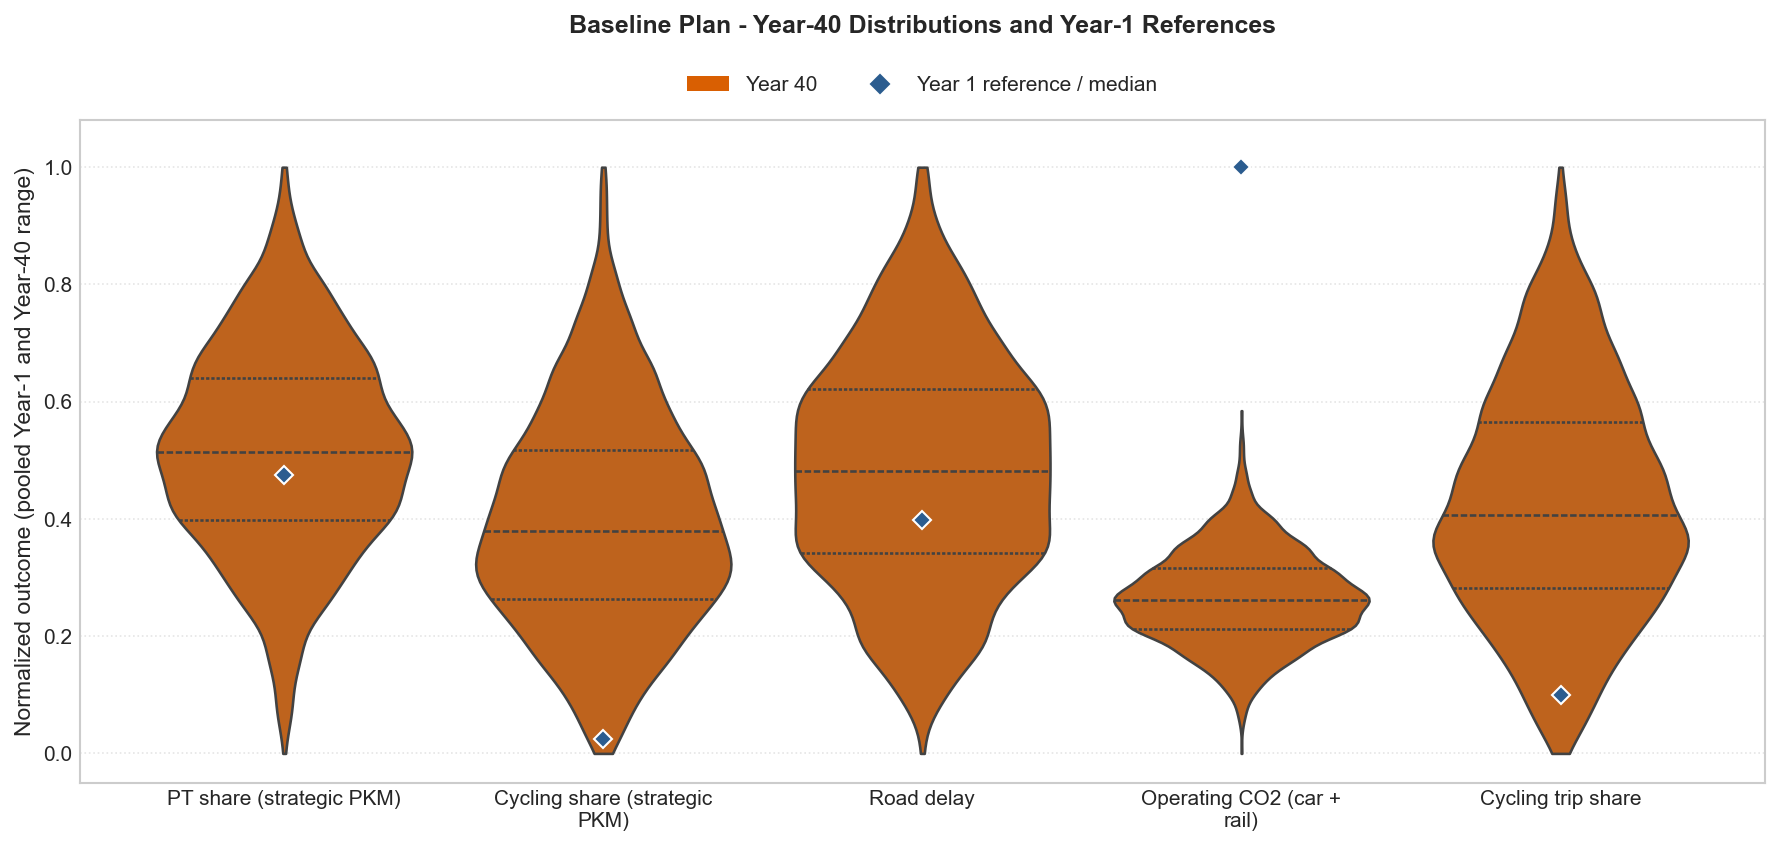 Baseline Plan - Year-40 Distributions and Year-1 References
Year 40
Year 1 reference / median
Normalized outcome (pooled Year-1 and Year-40 range)
1.0
0.8
0.6
0.4
0.2
0.0
PT share (strategic PKM)
Cycling share (strategic
PKM)
Road delay
Operating CO2 (car +
rail)
Cycling trip share